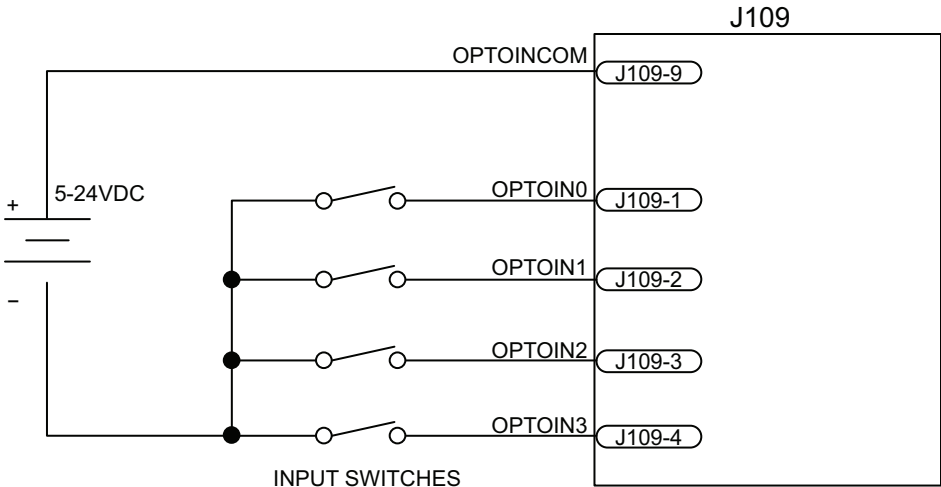 J109
OPTOINCOM
J109-9
5-24VDC
+
−
OPTOIN0
J109-1
OPTOIN1
J109-2
OPTOIN2
J109-3
OPTOIN3
J109-4
INPUT SWITCHES